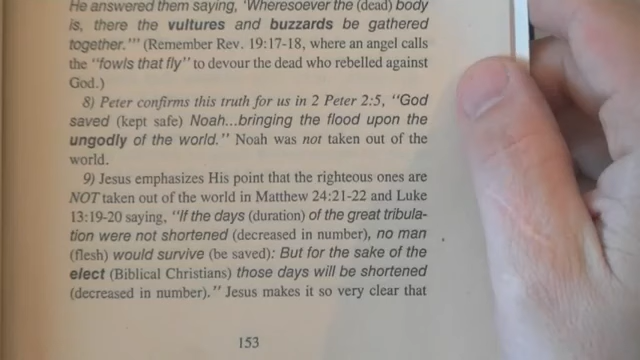 He answered them saying, 'Wheresoever the (dead) body
is, there the vultures and buzzards be gathered
together.'" (Remember Rev. 19:17-18, where an angel calls
the "fowls that fly" to devour the dead who rebelled against
God.)
8) Peter confirms this truth for us in 2 Peter 2:5, "God
saved (kept safe) Noah...bringing the flood upon the
ungodly of the world." Noah was not taken out of the
world.
9) Jesus emphasizes His point that the righteous ones are
NOT taken out of the world in Matthew 24:21-22 and Luke
13:19-20 saying, "If the days (duration) of the great tribula-
tion were not shortened (decreased in number), no man
(flesh) would survive (be saved): But for the sake of the
elect (Biblical Christians) those days will be shortened
(decreased in number)." Jesus makes it so very clear that
153